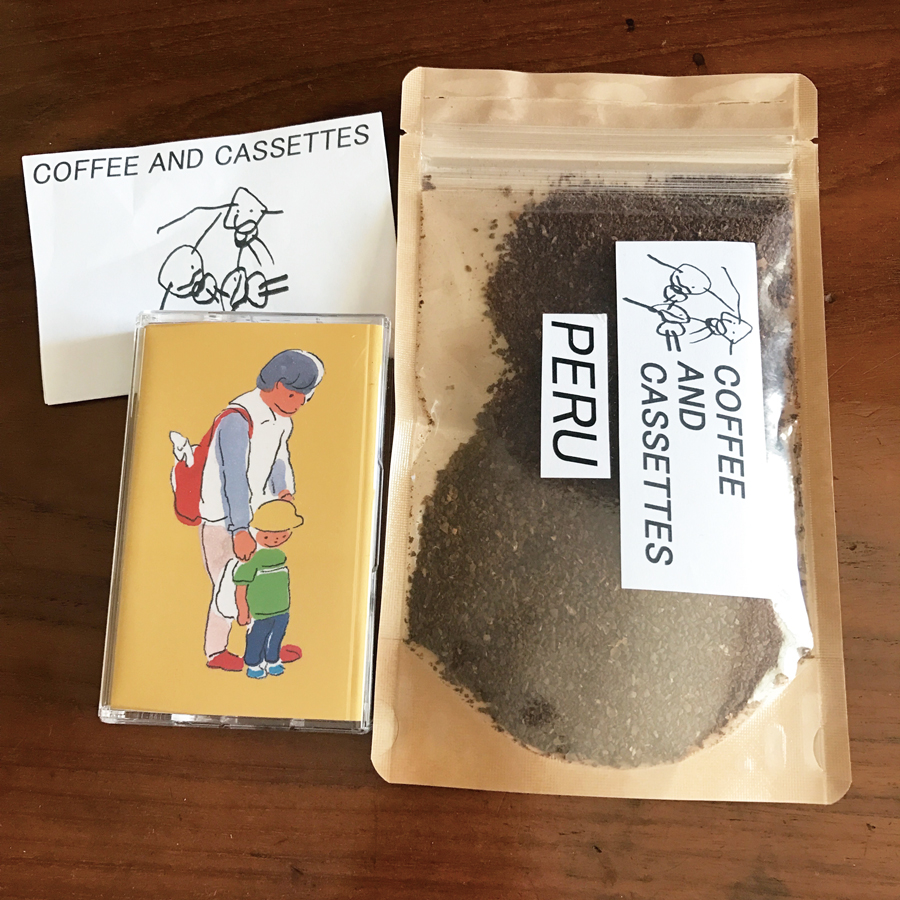 COFFEE AND CASSETTES
PERU
COFFEE
AND
CASSETTES